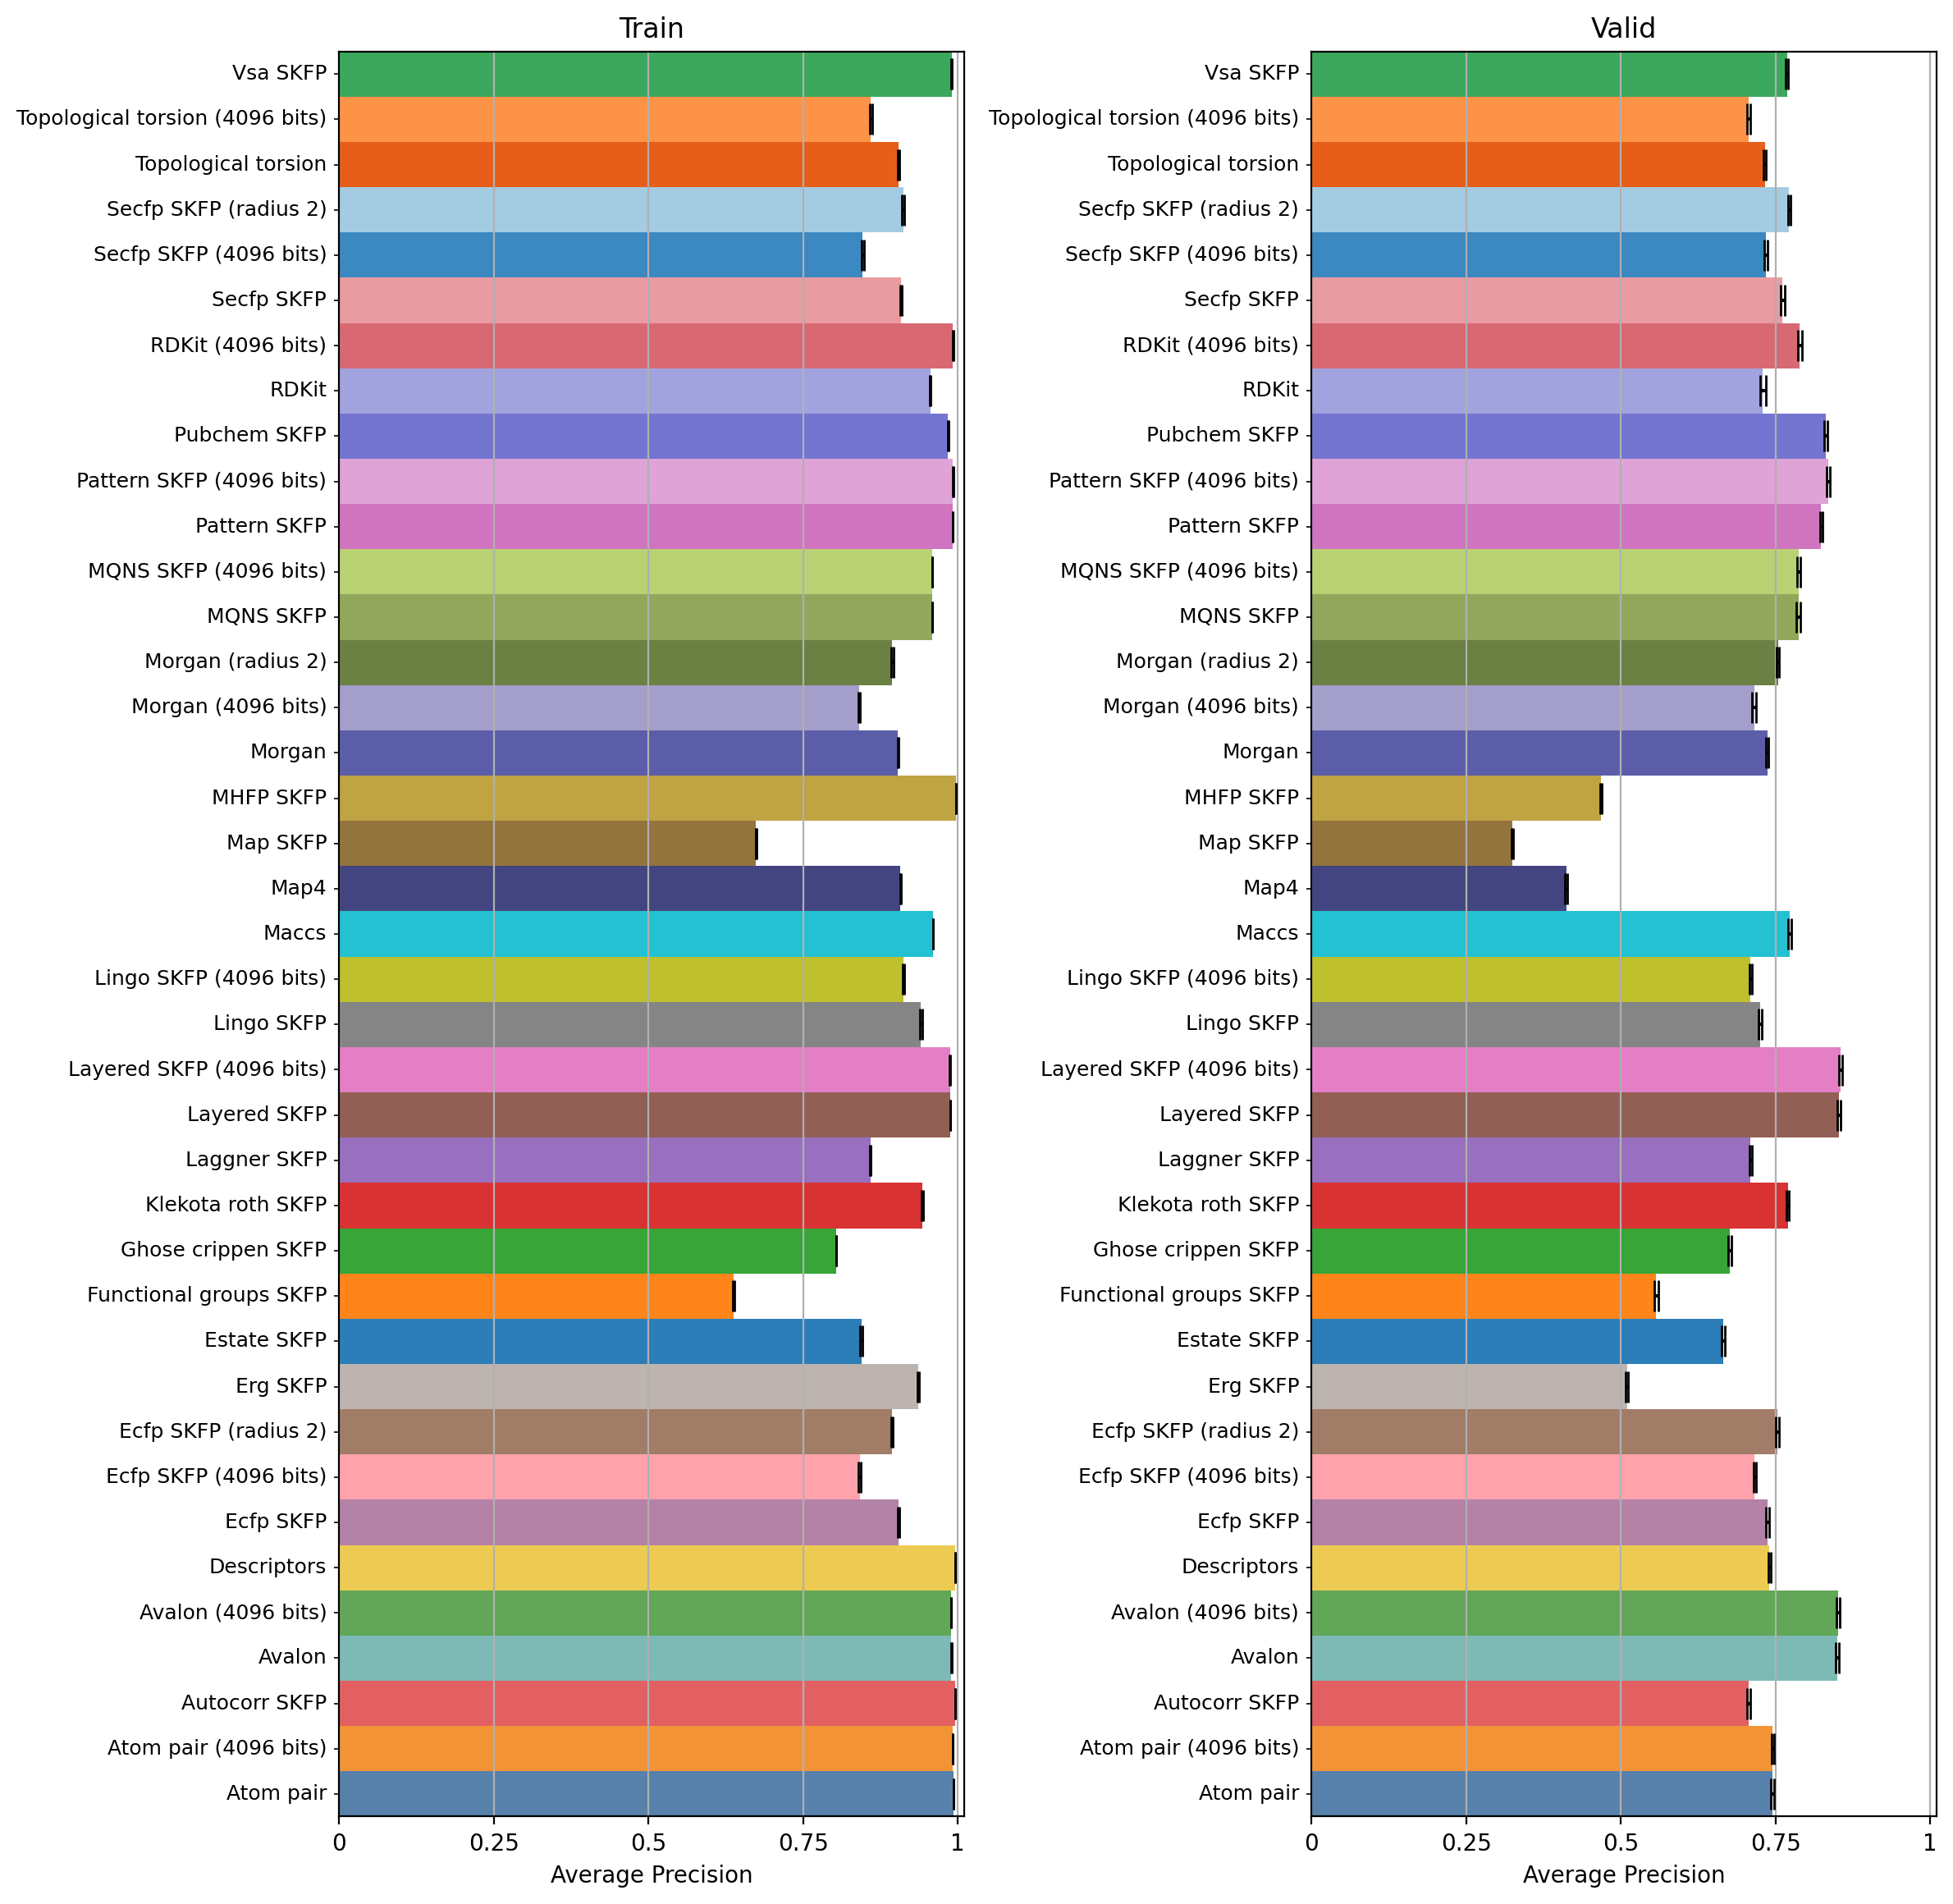 Train
Vsa SKFP
Topological torsion (4096 bits)
Topological torsion
Secfp SKFP (radius 2)
Secfp SKFP (4096 bits)
Secfp SKFP
RDKit (4096 bits)
RDKit
Pubchem SKFP
Pattern SKFP (4096 bits)
Pattern SKFP
MQNS SKFP (4096 bits)
MQNS SKFP
Morgan (radius 2)
Morgan (4096 bits)
Morgan
MHFP SKFP
Map SKFP
Map4
Maccs
Lingo SKFP (4096 bits)
Lingo SKFP
Layered SKFP (4096 bits)
Layered SKFP
Laggner SKFP
Klekota roth SKFP
Ghose crippen SKFP
Functional groups SKFP
Estate SKFP
Erg SKFP
Ecfp SKFP (radius 2)
Ecfp SKFP (4096 bits)
Ecfp SKFP
Descriptors
Avalon (4096 bits)
Avalon
Autocorr SKFP
Atom pair (4096 bits)
Atom pair
0 0.25 0.5 0.75 1
Average Precision
Valid
Vsa SKFP
Topological torsion (4096 bits)
Topological torsion
Secfp SKFP (radius 2)
Secfp SKFP (4096 bits)
Secfp SKFP
RDKit (4096 bits)
RDKit
Pubchem SKFP
Pattern SKFP (4096 bits)
Pattern SKFP
MQNS SKFP (4096 bits)
MQNS SKFP
Morgan (radius 2)
Morgan (4096 bits)
Morgan
MHFP SKFP
Map SKFP
Map4
Maccs
Lingo SKFP (4096 bits)
Lingo SKFP
Layered SKFP (4096 bits)
Layered SKFP
Laggner SKFP
Klekota roth SKFP
Ghose crippen SKFP
Functional groups SKFP
Estate SKFP
Erg SKFP
Ecfp SKFP (radius 2)
Ecfp SKFP (4096 bits)
Ecfp SKFP
Descriptors
Avalon (4096 bits)
Avalon
Autocorr SKFP
Atom pair (4096 bits)
Atom pair
0 0.25 0.5 0.75 1
Average Precision